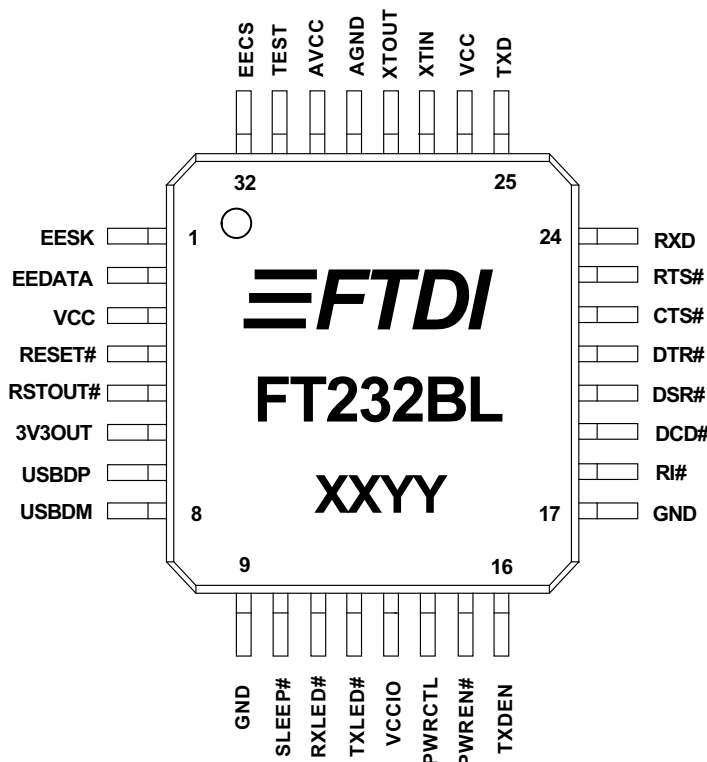 EECS
TEST
AVCC
AGND
XTOUT
XTIN
VCC
TXD
32
25
EESK
1
24
RXD
EEDATA
RTS#
VCC
CTS#
RESET#
DTR#
RSTOUT#
DSR#
3V3OUT
DCD#
USBDP
RI#
USBDM
8
17
GND
FTDI
FT232BL
XXYY
9
16
GND
SLEEP#
RXLED#
TXLED#
VCCIO
PWRCTL
PWREN#
TXDEN